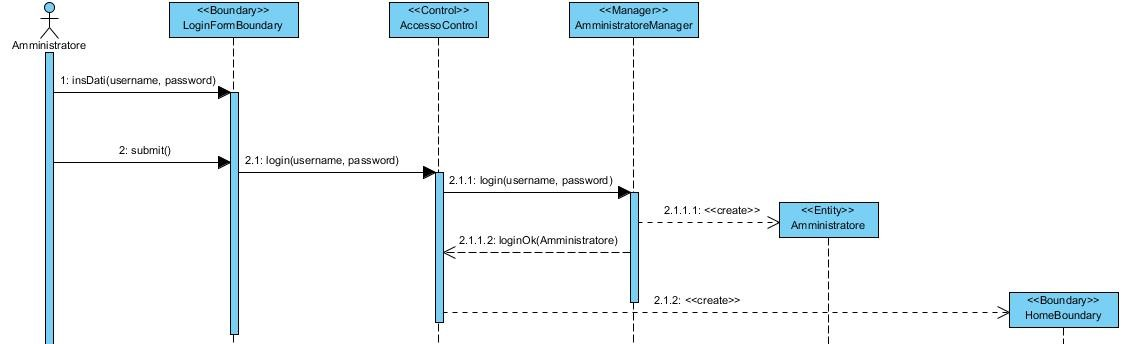 <<Boundary>>
LoginFormBoundary
<<Control>>
AccessoControl
<<Manager>>
AmministratoreManager
Amministratore
1: insDati(username, password)
2: submit()
2.1: login(username, password)
2.1.1: login(username, password)
2.1.1.1: <<create>>
<<Entity>>
Amministratore
2.1.1.2: loginOk(Amministratore)
2.1.2: <<create>>
<<Boundary>>
HomeBoundary